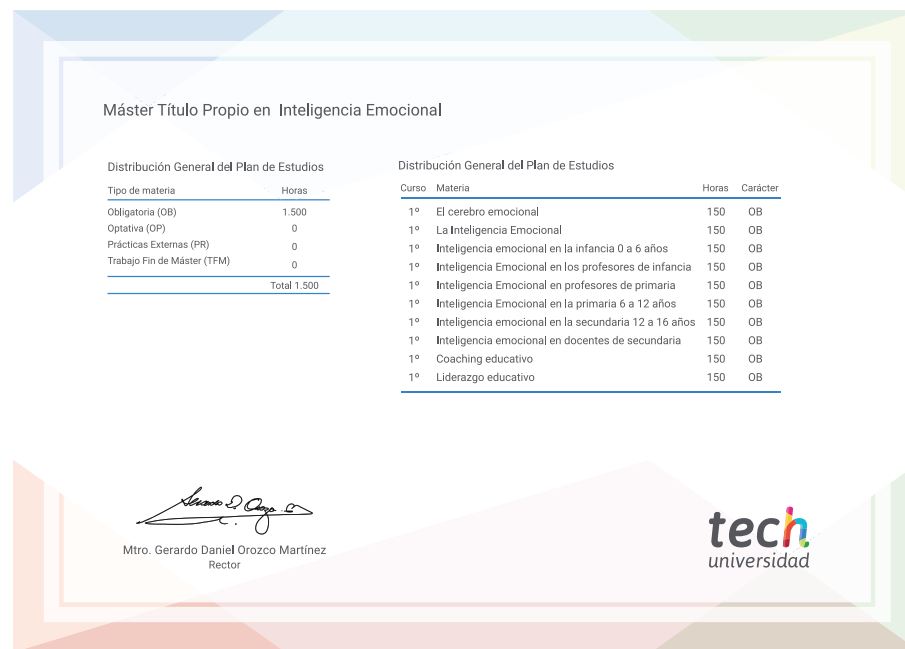 Máster Título Propio en Inteligencia Emocional
Distribución General del Plan de Estudios
Tipo de materia Horas
Obligatoria (OB) 1.500
Optativa (OP) 0
Prácticas Externas (PR) 0
Trabajo Fin de Máster (TFM) 0
Total 1.500
Distribución General del Plan de Estudios
Curso Materia Horas Carácter
1º El cerebro emocional 150 OB
1º La Inteligencia Emocional 150 OB
1º Inteligencia emocional en la infancia 0 a 6 años 150 OB
1º Inteligencia Emocional en los profesores de infancia 150 OB
1º Inteligencia Emocional en profesores de primaria 150 OB
1º Inteligencia Emocional en la primaria 6 a 12 años 150 OB
1º Inteligencia emocional en la secundaria 12 a 16 años 150 OB
1º Inteligencia emocional en docentes de secundaria 150 OB
1º Coaching educativo 150 OB
1º Liderazgo educativo 150 OB
Mtro. Gerardo Daniel Orozco Martínez
Rector
tech
universidad